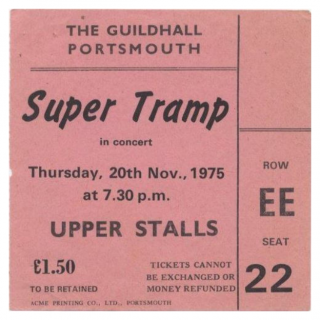 THE GUILDHALL
PORTSMOUTH
Super Tramp
in concert
Thursday, 20th Nov., 1975
at 7.30 p.m.
UPPER STALLS
£1.50
TO BE RETAINED
TICKETS CANNOT
BE EXCHANGED OR
MONEY REFUNDED
ACME PRINTING CO., LTD., PORTSMOUTH
ROW
EE
SEAT
22